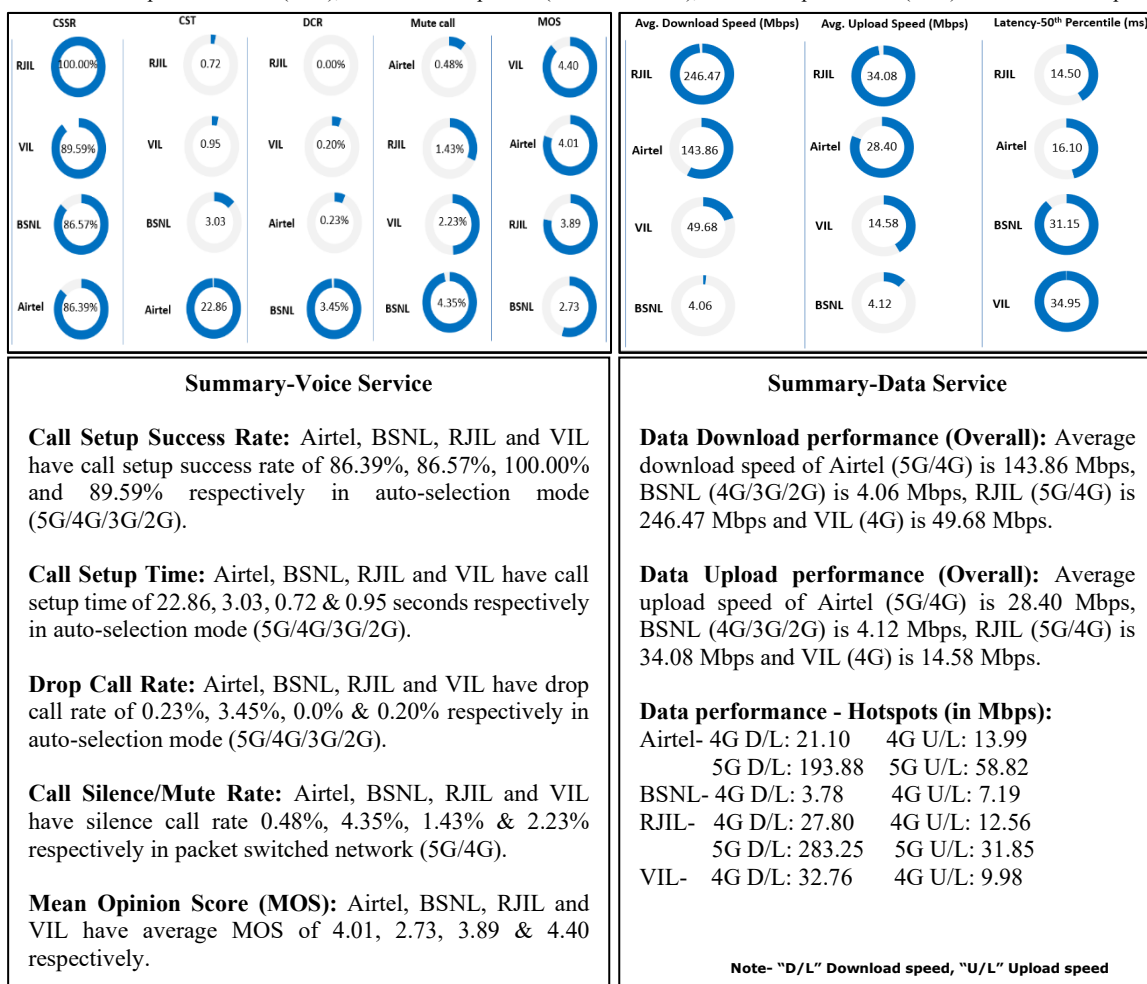 CSSR CST DCR Mute call MOS
RJIL 100.00% RJIL 0.72 RJIL 0.00% Airtel 0.48% VIL 4.40
VIL 89.59% VIL 0.95 VIL 0.20% RJIL 1.43% Airtel 4.01
BSNL 86.57% BSNL 3.03 Airtel 0.23% VIL 2.23% RJIL 3.89
Airtel 86.39% Airtel 22.86 BSNL 3.45% BSNL 4.35% BSNL 2.73
Avg. Download Speed (Mbps) Avg. Upload Speed (Mbps) Latency-50th Percentile (ms)
RJIL 246.47 RJIL 34.08 RJIL 14.50
Airtel 143.86 Airtel 28.40 Airtel 16.10
VIL 49.68 VIL 14.58 BSNL 31.15
BSNL 4.06 BSNL 4.12 VIL 34.95
Summary-Voice Service
Call Setup Success Rate: Airtel, BSNL, RJIL and VIL
have call setup success rate of 86.39%, 86.57%, 100.00%
and 89.59% respectively in auto-selection mode
(5G/4G/3G/2G).
Call Setup Time: Airtel, BSNL, RJIL and VIL have call
setup time of 22.86, 3.03, 0.72 & 0.95 seconds respectively
in auto-selection mode (5G/4G/3G/2G).
Drop Call Rate: Airtel, BSNL, RJIL and VIL have drop
call rate of 0.23%, 3.45%, 0.0% & 0.20% respectively in
auto-selection mode (5G/4G/3G/2G).
Call Silence/Mute Rate: Airtel, BSNL, RJIL and VIL
have silence call rate 0.48%, 4.35%, 1.43% & 2.23%
respectively in packet switched network (5G/4G).
Mean Opinion Score (MOS): Airtel, BSNL, RJIL and
VIL have average MOS of 4.01, 2.73, 3.89 & 4.40
respectively.
Summary-Data Service
Data Download performance (Overall): Average
download speed of Airtel (5G/4G) is 143.86 Mbps,
BSNL (4G/3G/2G) is 4.06 Mbps, RJIL (5G/4G) is
246.47 Mbps and VIL (4G) is 49.68 Mbps.
Data Upload performance (Overall): Average
upload speed of Airtel (5G/4G) is 28.40 Mbps,
BSNL (4G/3G/2G) is 4.12 Mbps, RJIL (5G/4G) is
34.08 Mbps and VIL (4G) is 14.58 Mbps.
Data performance - Hotspots (in Mbps):
Airtel- 4G D/L: 21.10 4G U/L: 13.99
5G D/L: 193.88 5G U/L: 58.82
BSNL- 4G D/L: 3.78 4G U/L: 7.19
RJIL- 4G D/L: 27.80 4G U/L: 12.56
5G D/L: 283.25 5G U/L: 31.85
VIL- 4G D/L: 32.76 4G U/L: 9.98
Note- “D/L” Download speed, “U/L” Upload speed